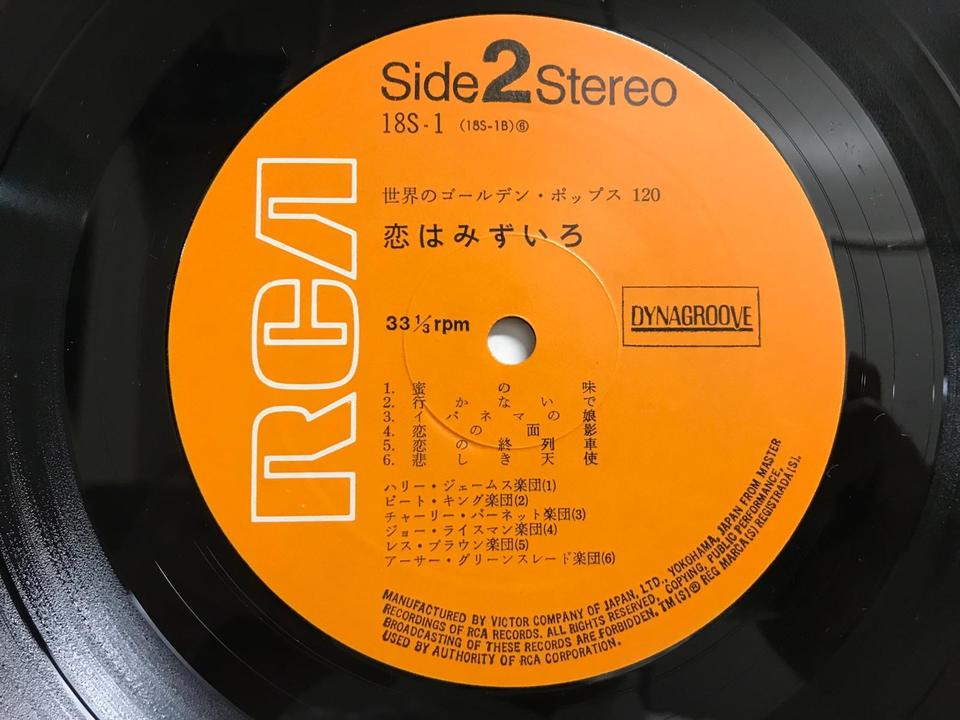 Side 2 Stereo
18S-1 (18S-1B)⑥
RCA
世界のゴールデン・ポップス 120
恋はみずいろ
33⅓rpm
DYNAGROOVE
1. 蜜の味
2. 行かないで
3. イパネマの娘
4. 恋の面影
5. 恋の終列車
6. 悲しき天使
ハリー・ジェームス楽団(1)
ピート・キング楽団(2)
チャーリー・バーネット楽団(3)
ジョー・ライスマン楽団(4)
レス・ブラウン楽団(5)
アーサー・グリーンスレード楽団(6)
MANUFACTURED BY VICTOR COMPANY OF JAPAN, LTD., YOKOHAMA, JAPAN FROM MASTER
RECORDINGS OF RCA RECORDS. ALL RIGHTS RESERVED, COPYING, PUBLIC PERFORMANCE,
BROADCASTING OF THESE RECORDS ARE FORBIDDEN, TM(S)® REG MARCA(S) REGISTRADA(S).
USED BY AUTHORITY OF RCA CORPORATION.